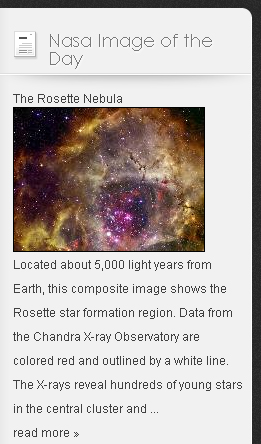 Nasa Image of the
Day
The Rosette Nebula
Located about 5,000 light years from
Earth, this composite image shows the
Rosette star formation region. Data from
the Chandra X-ray Observatory are
colored red and outlined by a white line.
The X-rays reveal hundreds of young stars
in the central cluster and ...
read more »